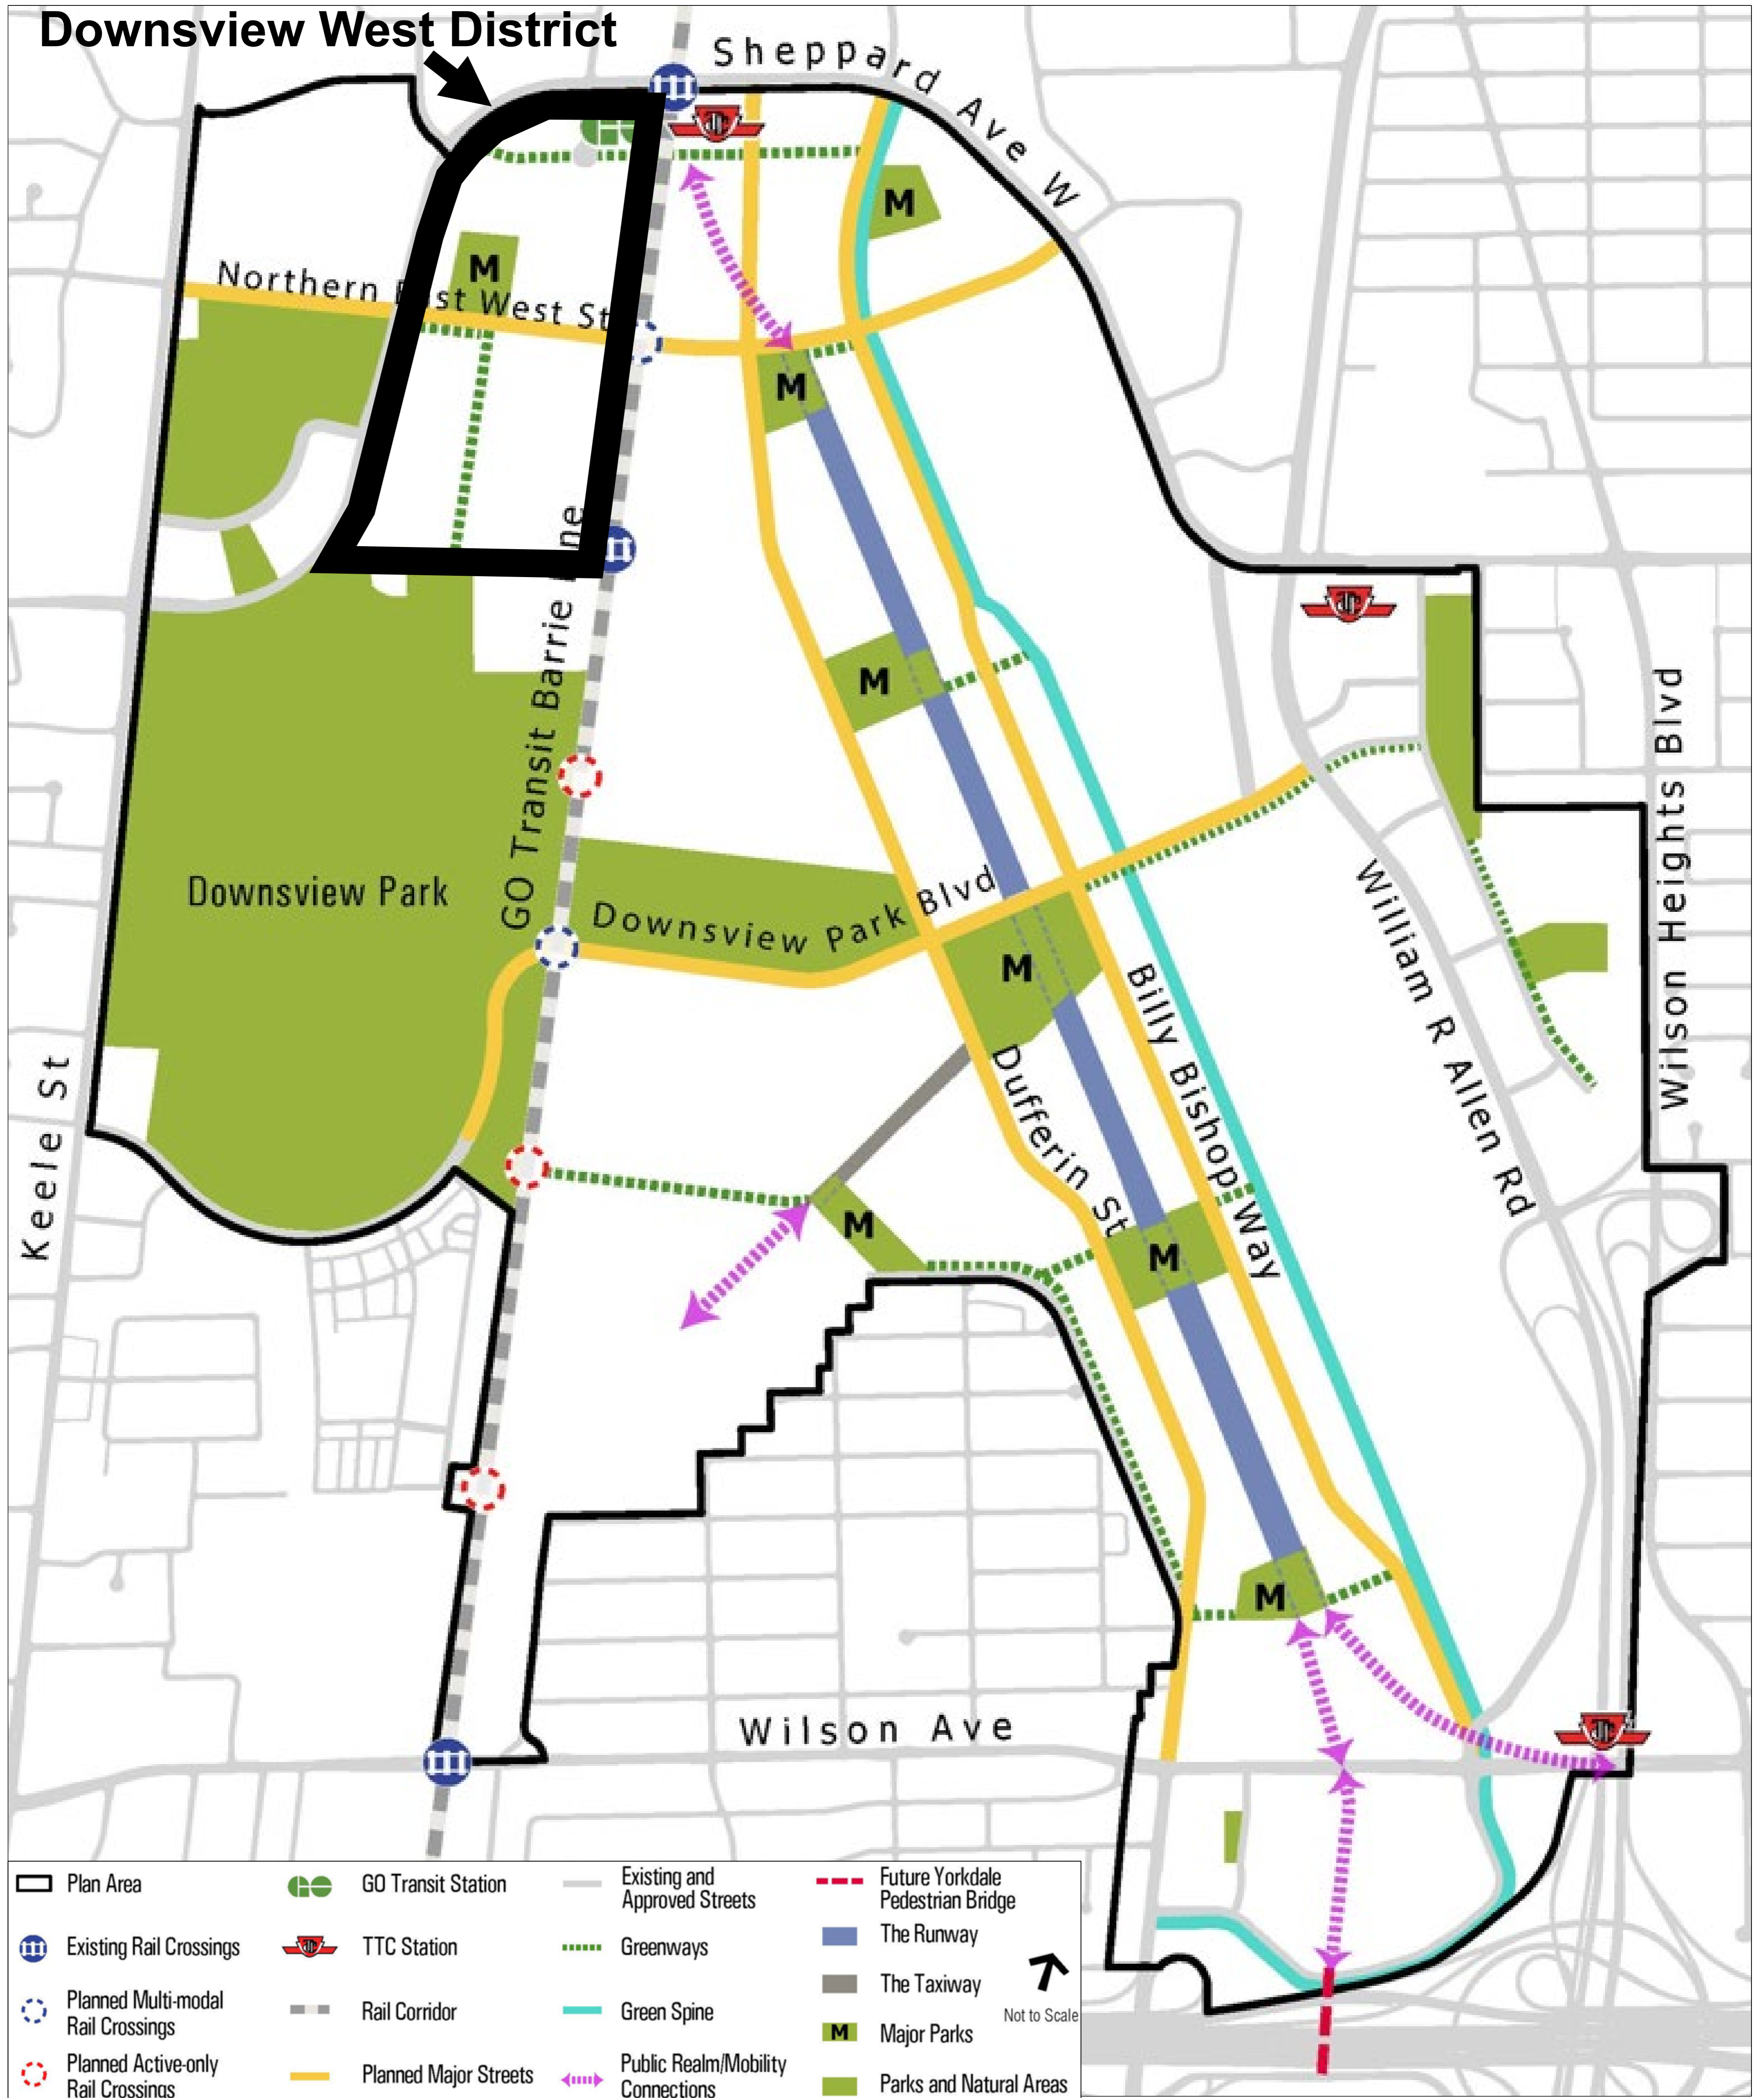 Downsview West District
Sheppard Ave W
M
M
Northern East West St
M
M
GO Transit Barrie Line
Downsview Park
Downsview Park Blvd
M
Dufferin St
Billy Bishop Way
William R Allen Rd
Wilson Heights Blvd
Keele St
M
M
M
Wilson Ave
Plan Area
Existing Rail Crossings
Planned Multi-modal
Rail Crossings
Planned Active-only
Rail Crossings
GO Transit Station
TTC Station
Rail Corridor
Planned Major Streets
Existing and
Approved Streets
Greenways
Green Spine
Public Realm/Mobility
Connections
Future Yorkdale
Pedestrian Bridge
The Runway
The Taxiway
M Major Parks
Parks and Natural Areas
Not to Scale